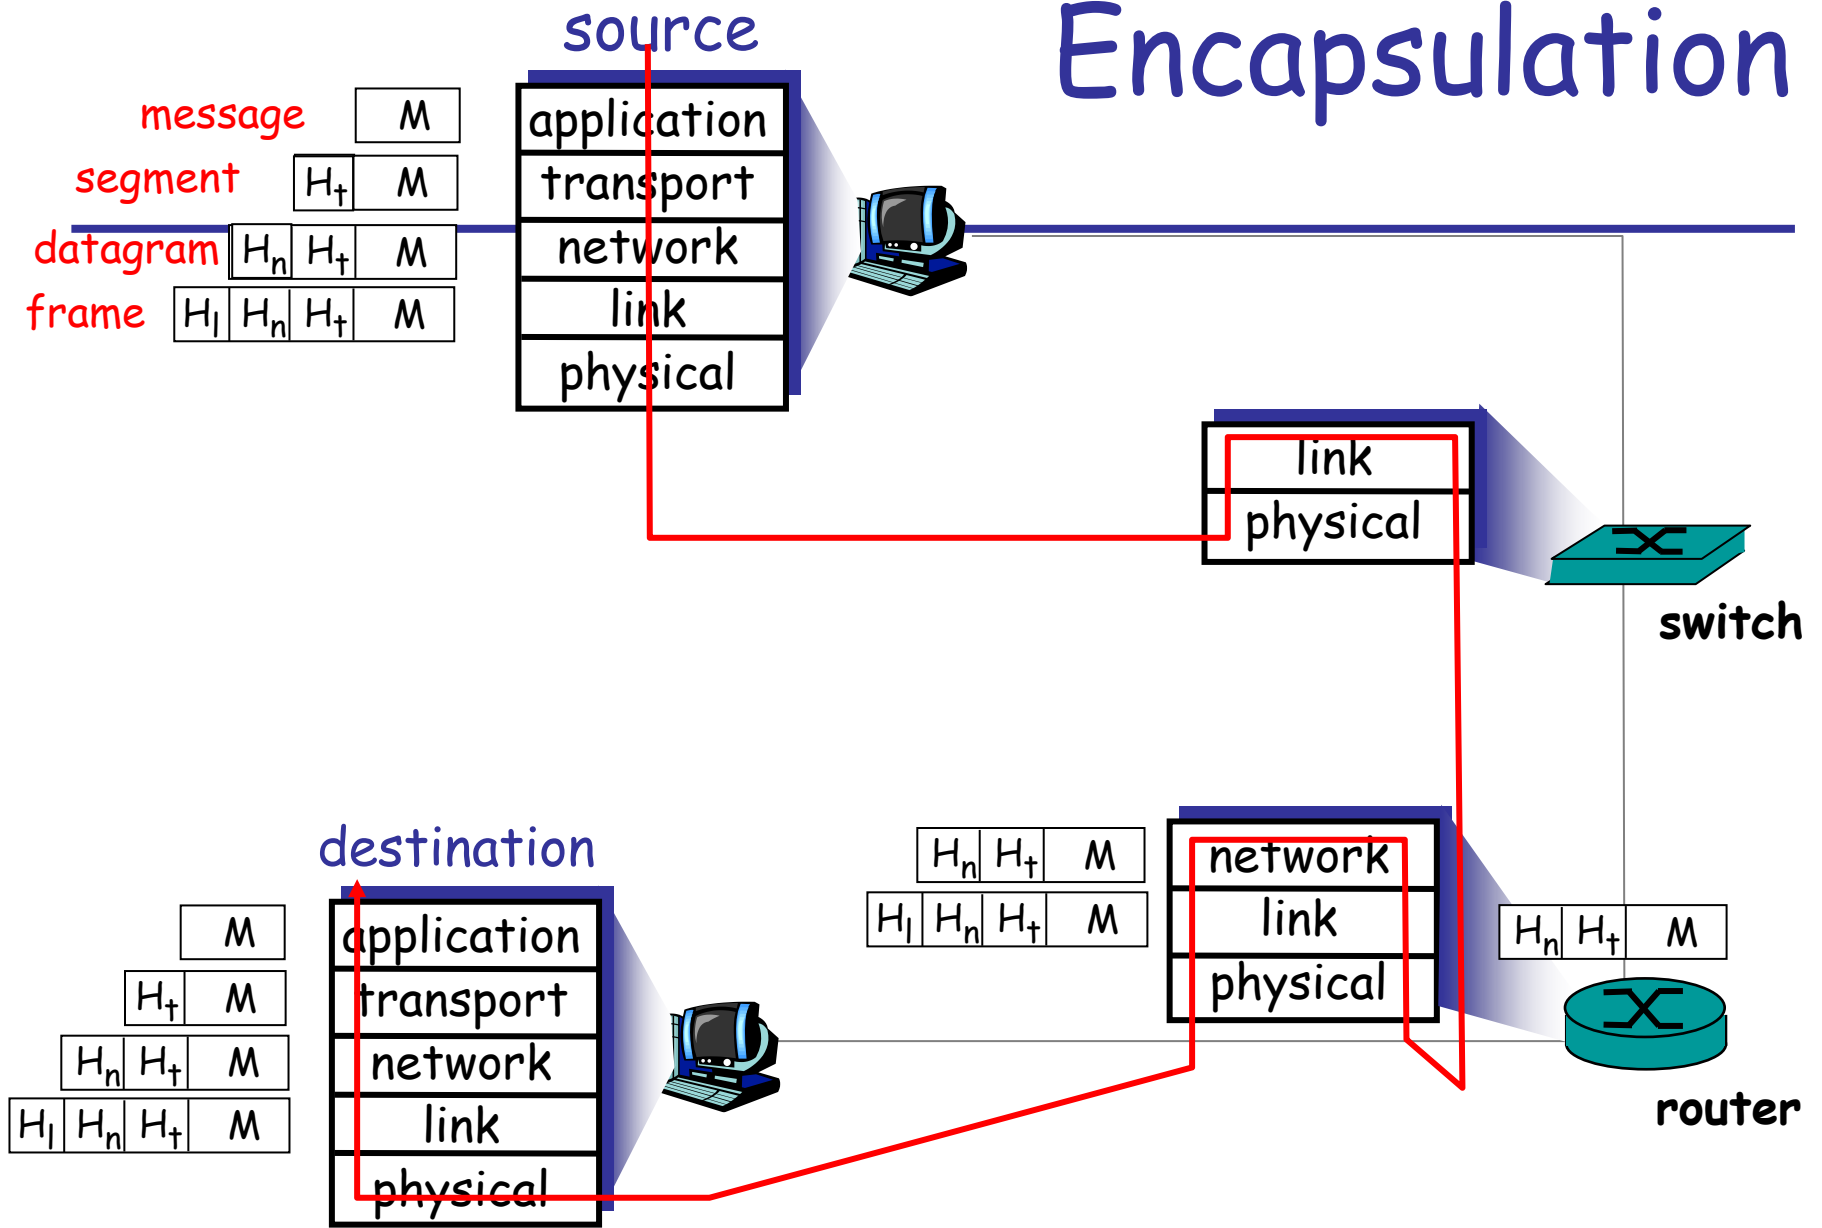 Encapsulation
source
message M
segment Ht M
datagram Hn Ht M
frame Hl Hn Ht M
application
transport
network
link
physical
link
physical
switch
network
link
physical
Hn Ht M
Hl Hn Ht M
Hn Ht M
router
destination
M
Ht M
Hn Ht M
Hl Hn Ht M
application
transport
network
link
physical